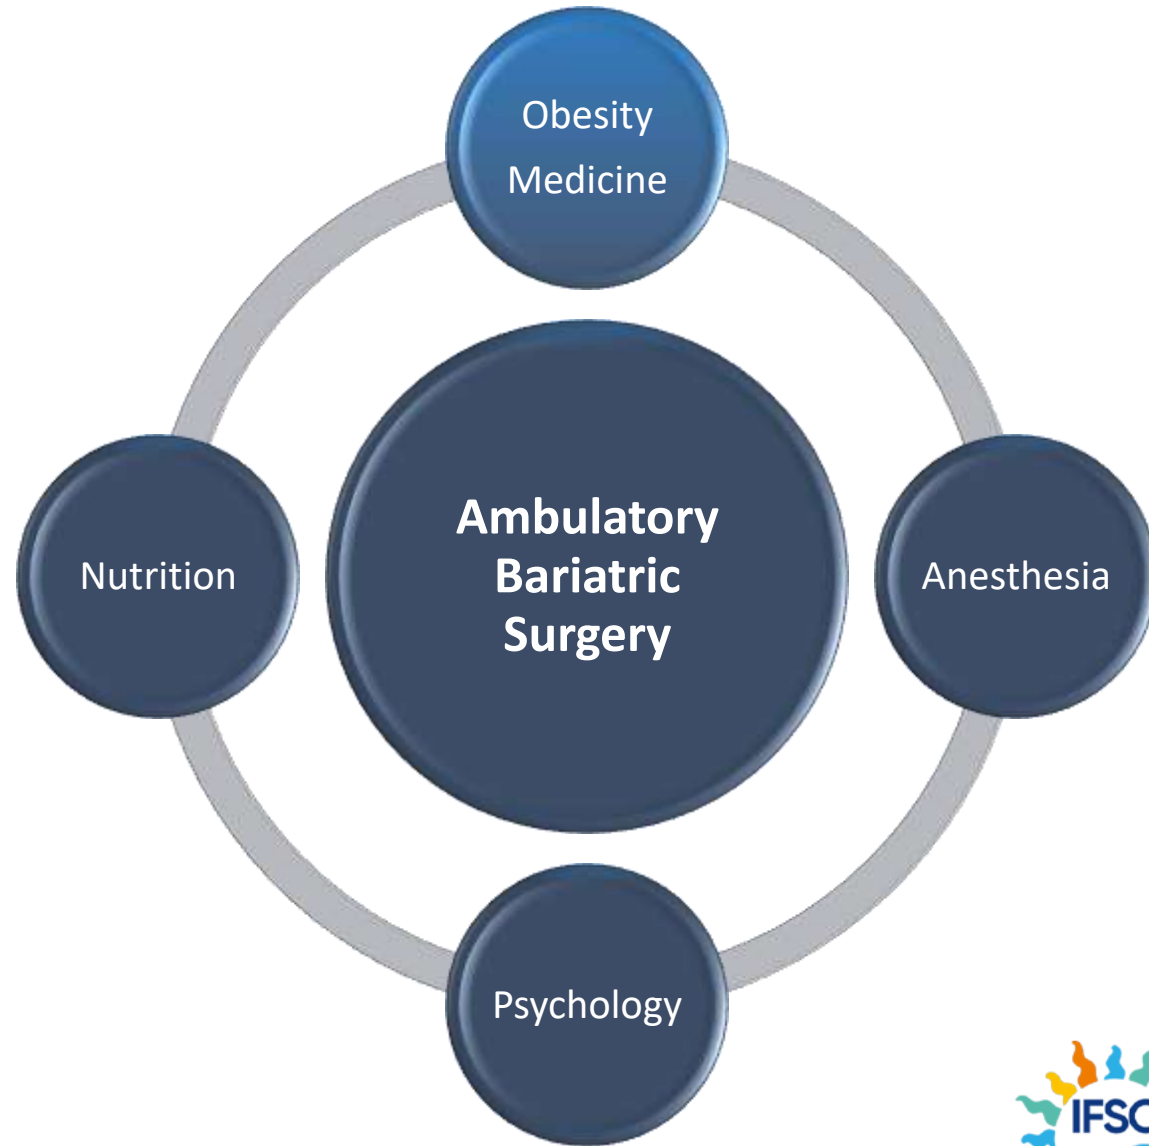 Obesity
Medicine
Ambulatory
Bariatric
Surgery
Nutrition
Anesthesia
Psychology